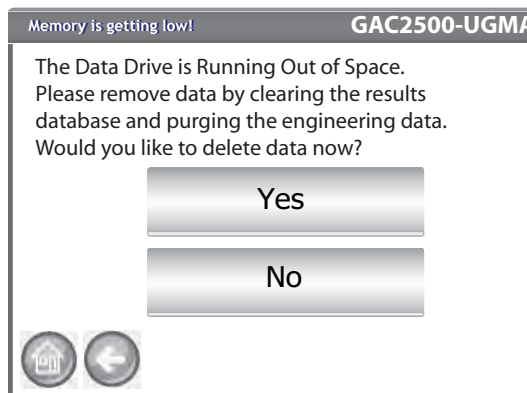 Memory is getting low!
GAC2500-UGMA
The Data Drive is Running Out of Space.
Please remove data by clearing the results
database and purging the engineering data.
Would you like to delete data now?
Yes
No